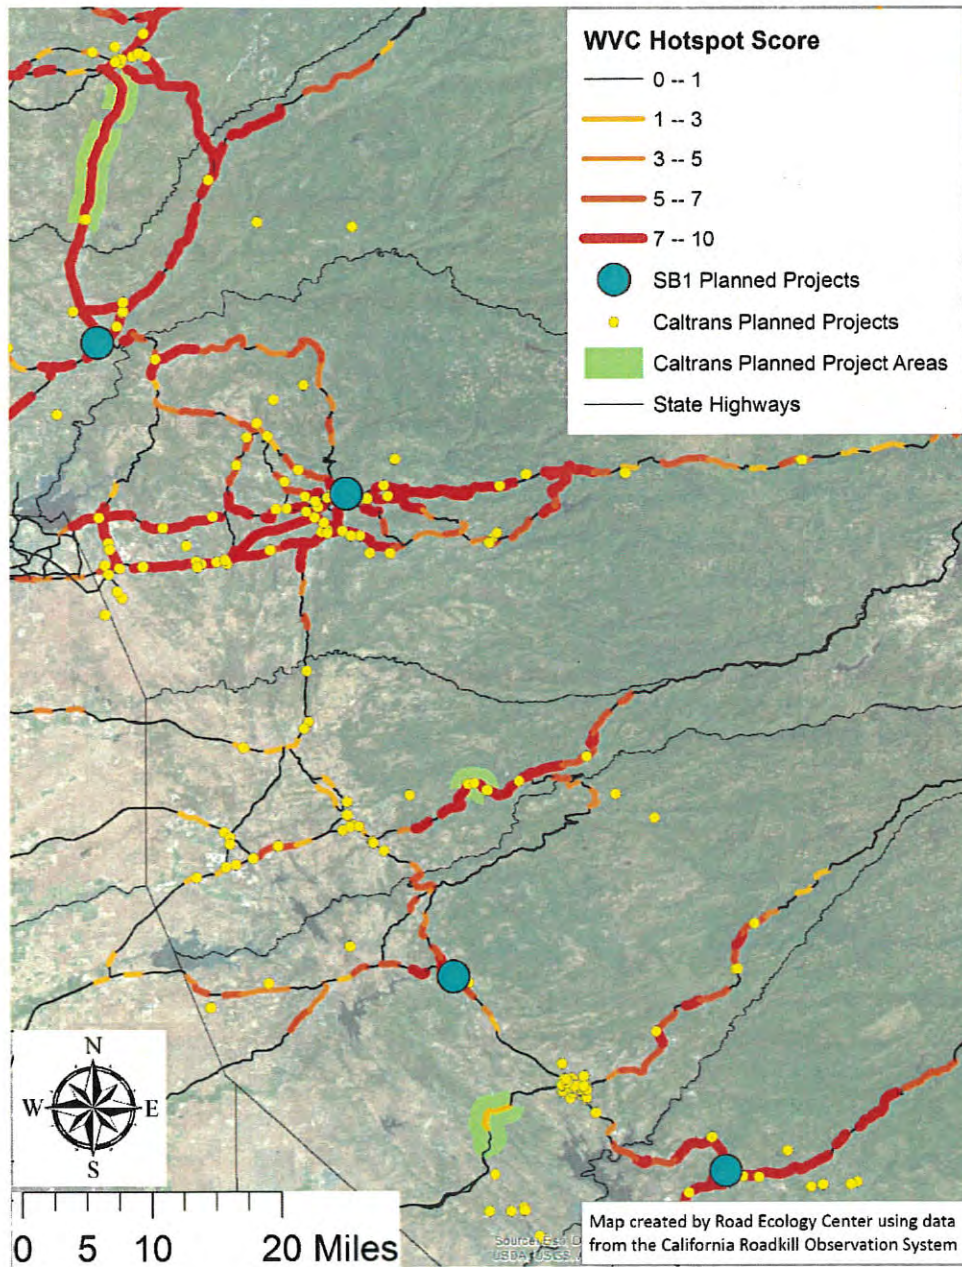 WVC Hotspot Score
0 -- 1
1 -- 3
3 -- 5
5 -- 7
7 -- 10
SB1 Planned Projects
Caltrans Planned Projects
Caltrans Planned Project Areas
State Highways
N
W E
S
0 5 10 20 Miles
Map created by Road Ecology Center using data
from the California Roadkill Observation System